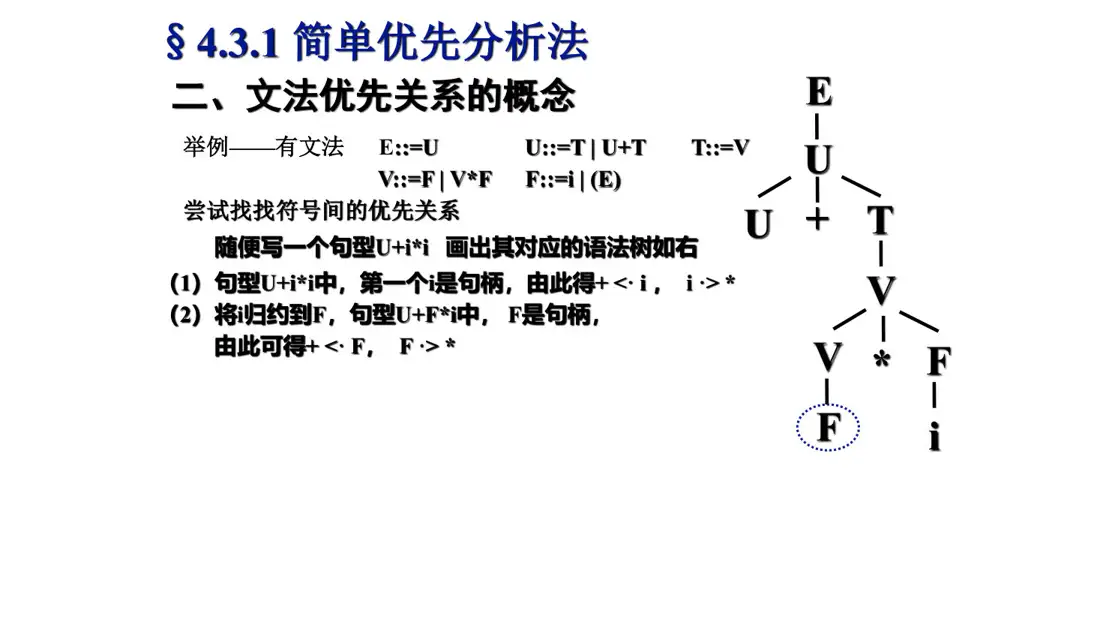 §4.3.1 简单优先分析法
二、文法优先关系的概念
举例——有文法 E::=U U::=T | U+T T::=V
V::=F | V*F F::=i | (E)
尝试找找符号间的优先关系
随便写一个句型U+i*i 画出其对应的语法树如右
（1）句型U+i*i中，第一个i是句柄，由此得+ <· i ， i ·> *
（2）将i归约到F，句型U+F*i中， F是句柄，
由此可得+ <· F， F ·> *
E
U
U + T
V
V * F
F i